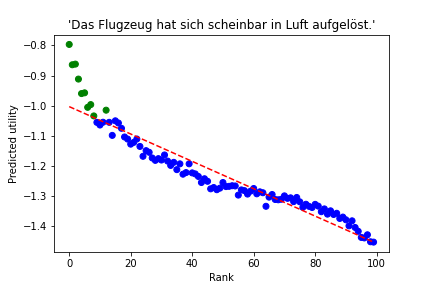 'Das Flugzeug hat sich scheinbar in Luft aufgelöst.'
Predicted utility
−0.8
−0.9
−1.0
−1.1
−1.2
−1.3
−1.4
0 20 40 60 80 100
Rank